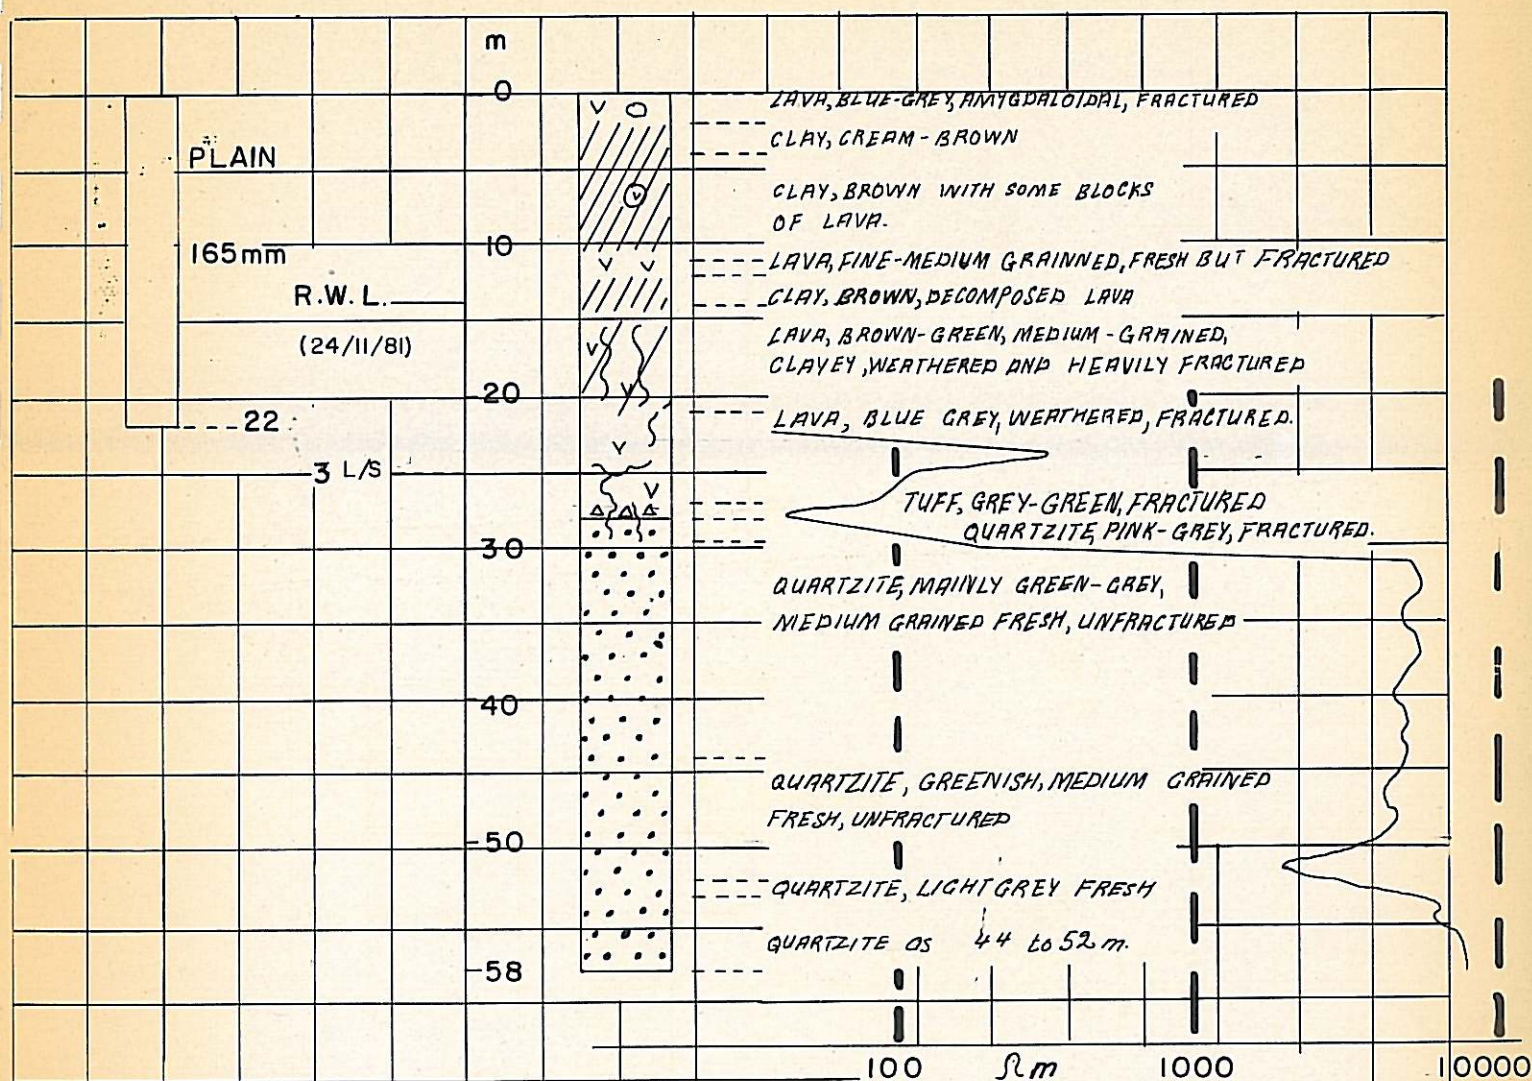 m
0
LAVA, BLUE-GREY, AMYGDALOIDAL, FRACTURED
CLAY, CREAM-BROWN
PLAIN
CLAY, BROWN WITH SOME BLOCKS
OF LAVA.
10
165mm
LAVA, FINE-MEDIUM GRAINNED, FRESH BUT FRACTURED
R.W.L.
CLAY, BROWN, DECOMPOSED LAVA
(24/11/81)
LAVA, BROWN-GREEN, MEDIUM-GRAINED,
CLAYEY, WEATHERED AND HEAVILY FRACTURED
20
22
LAVA, BLUE GREY, WEATHERED, FRACTURED.
3 L/S
TUFF, GREY-GREEN, FRACTURED
QUARTZITE, PINK-GREY, FRACTURED.
30
QUARTZITE, MAINLY GREEN-GREY,
MEDIUM GRAINED FRESH, UNFRACTURED
40
QUARTZITE, GREENISH, MEDIUM GRAINED
FRESH, UNFRACTURED
50
QUARTZITE, LIGHT GREY FRESH
QUARTZITE as 44 to 52 m.
58
100 Ωm 1000 10000